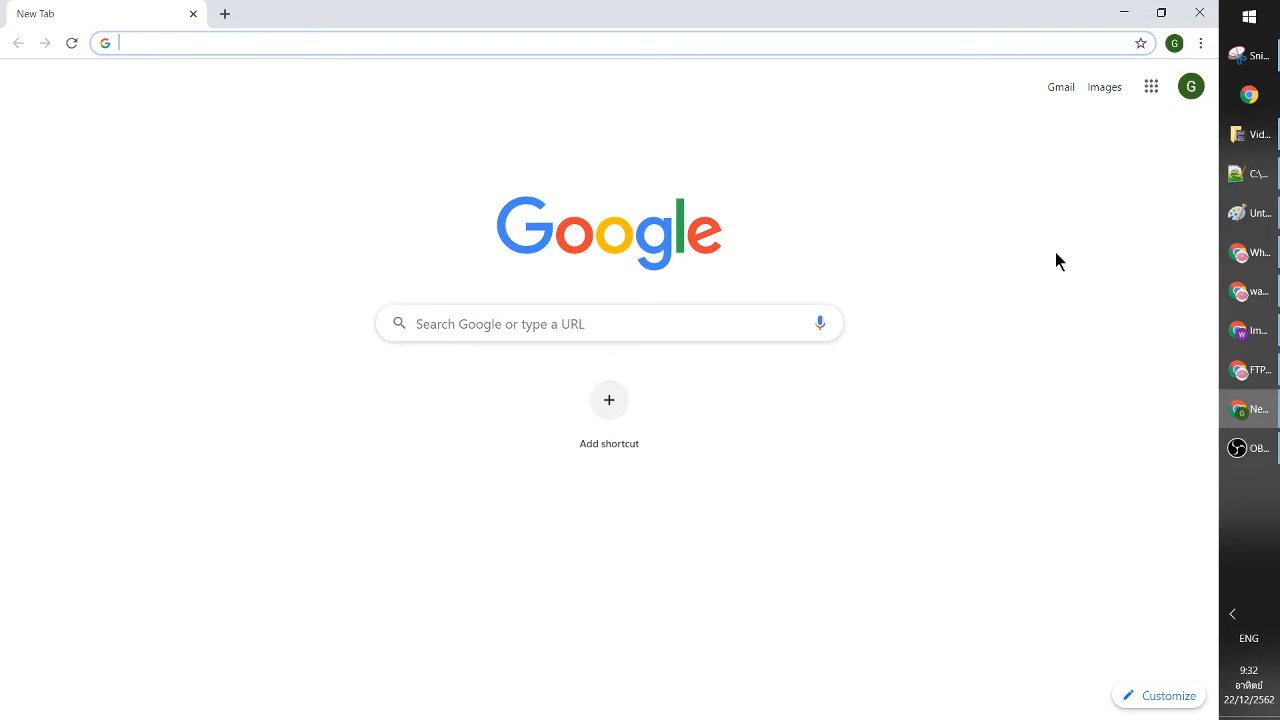 New Tab
Gmail
Images
G
G
Google
Search Google or type a URL
Add shortcut
Customize
Sni...
Vid...
C:\...
Unt...
Wh...
wa...
Im...
FTP...
Ne...
OB...
ENG
9:32
อาทิตย์
22/12/2562